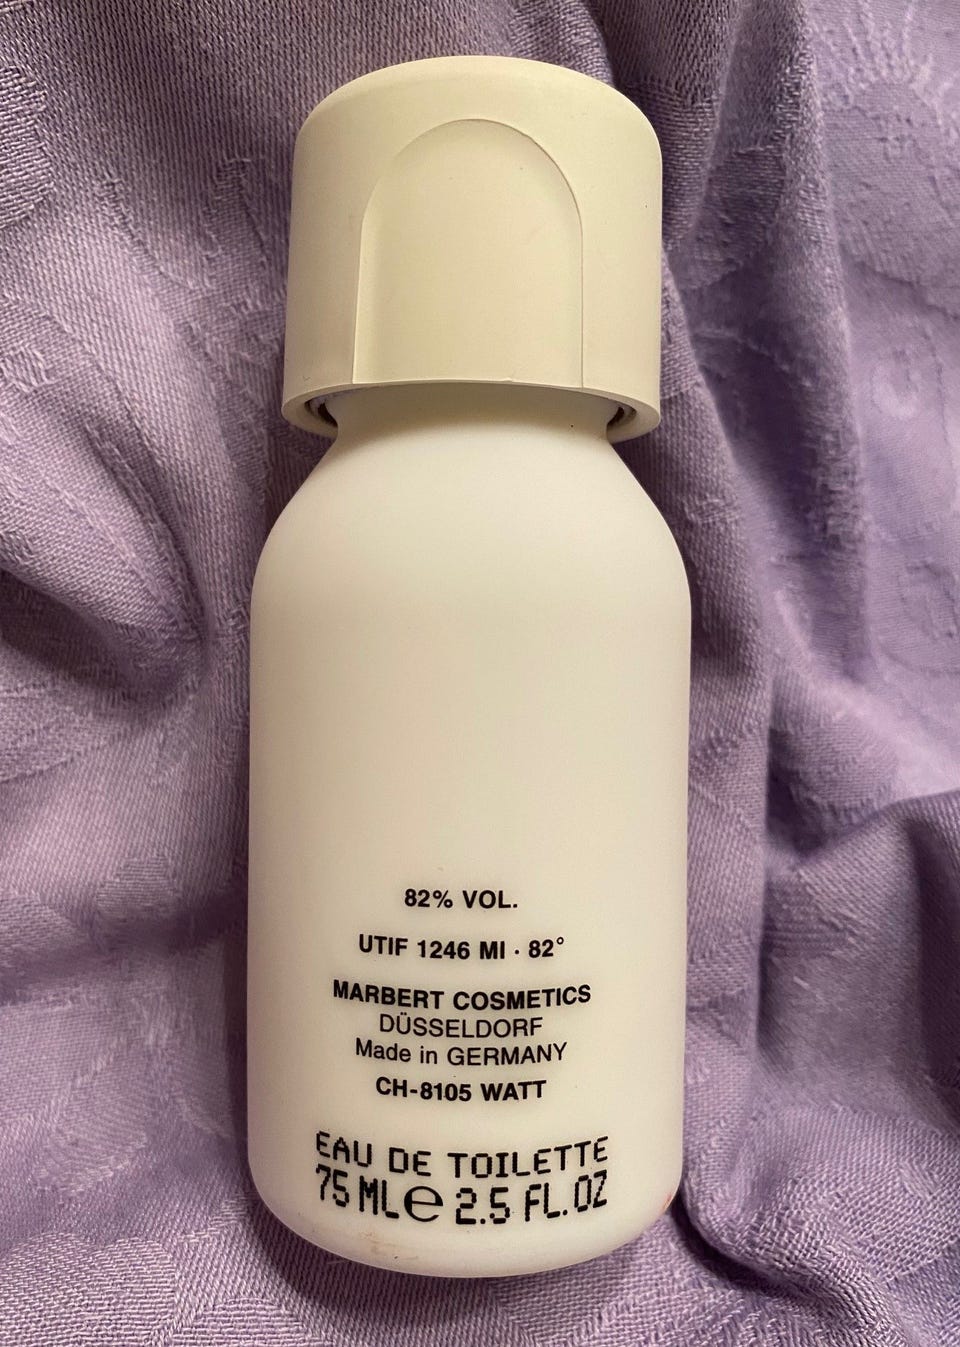 82% VOL.
UTIF 1246 MI · 82°
MARBERT COSMETICS
DÜSSELDORF
Made in GERMANY
CH-8105 WATT
EAU DE TOILETTE
75 ML e 2.5 FL.OZ